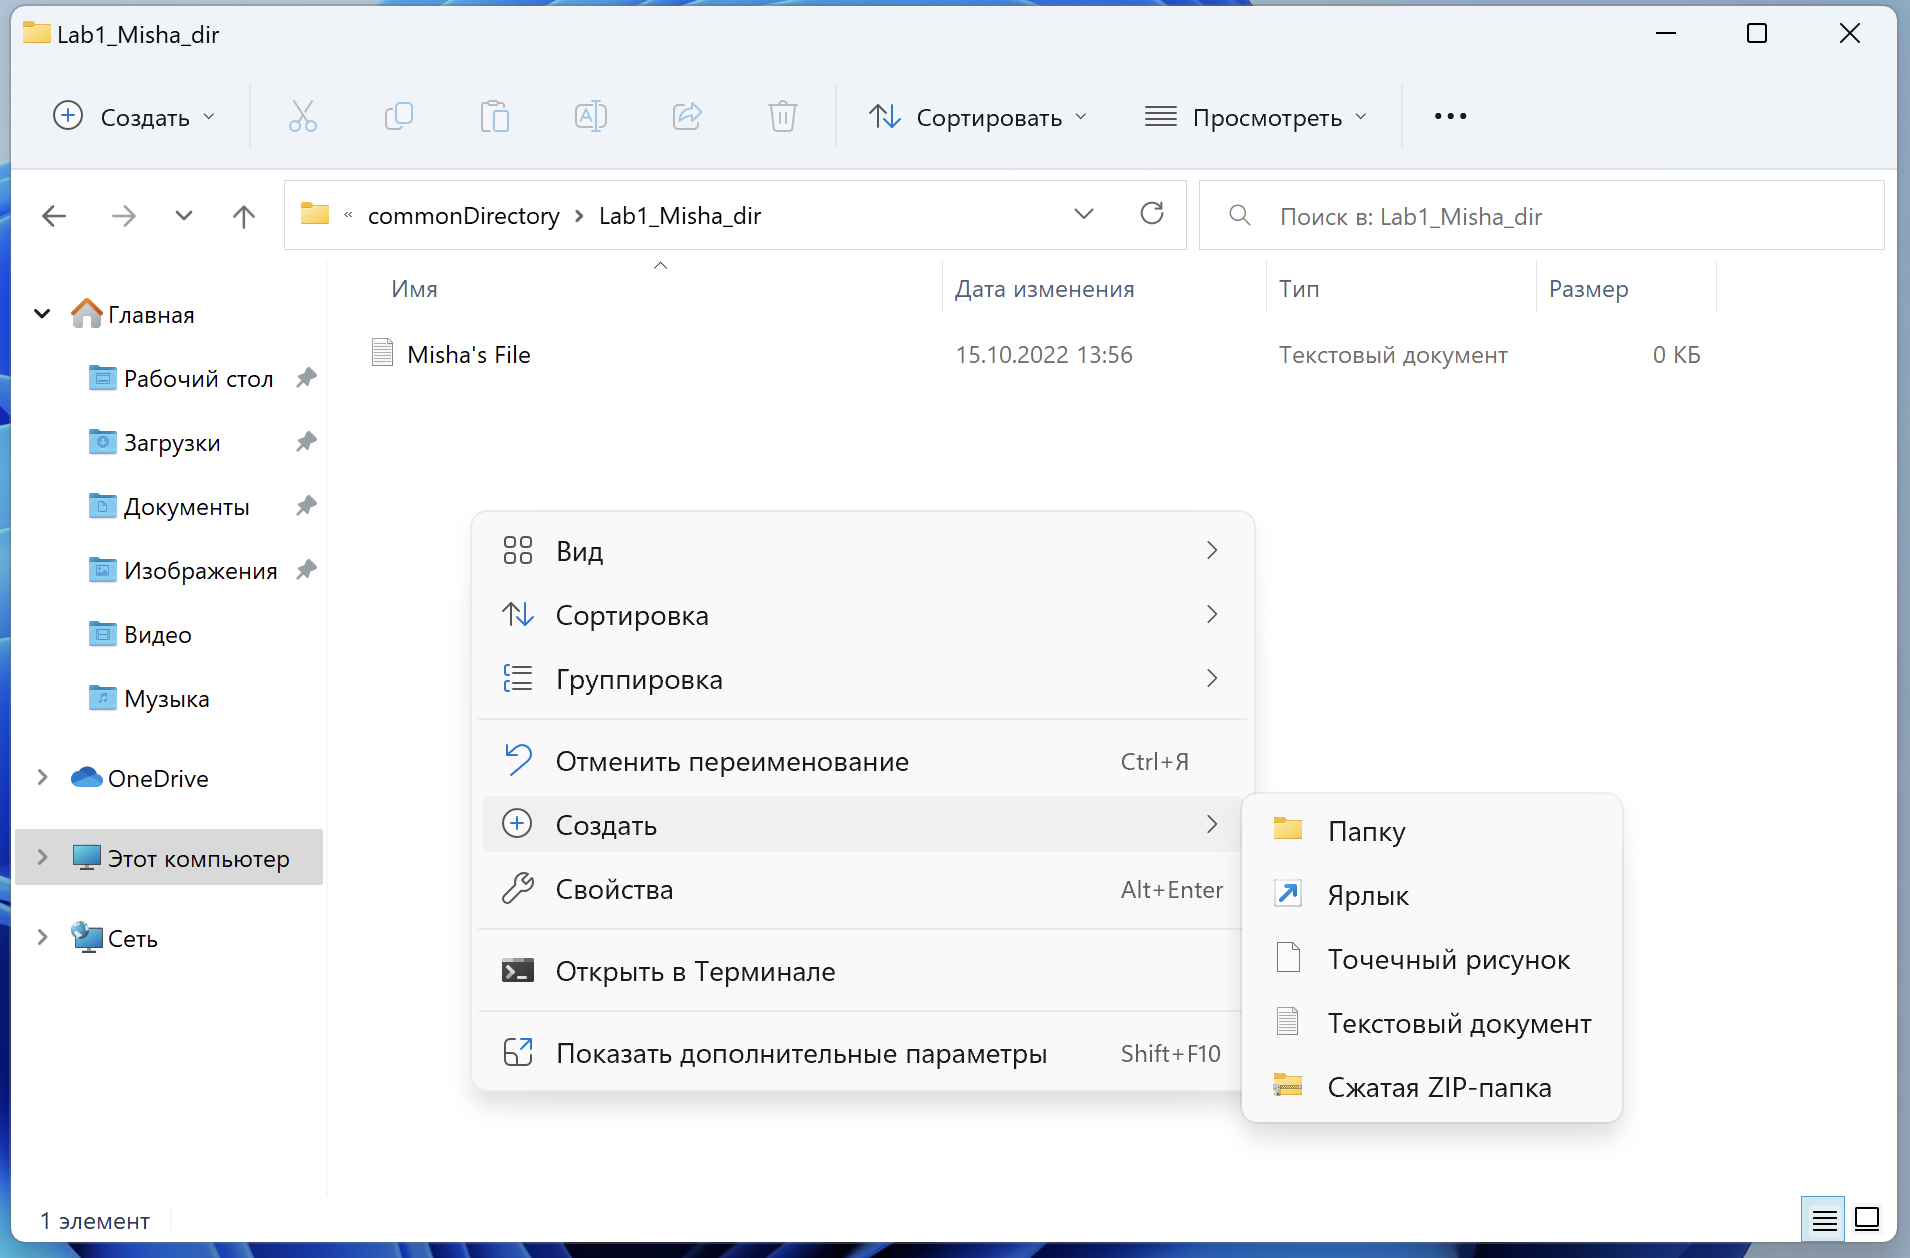 Lab1_Misha_dir
Создать
Сортировать
Просмотреть
« commonDirectory › Lab1_Misha_dir
Поиск в: Lab1_Misha_dir
Имя
Дата изменения
Тип
Размер
Misha's File
15.10.2022 13:56
Текстовый документ
0 КБ
Главная
Рабочий стол
Загрузки
Документы
Изображения
Видео
Музыка
OneDrive
Этот компьютер
Сеть
Вид
Сортировка
Группировка
Отменить переименование Ctrl+Я
Создать
Свойства Alt+Enter
Открыть в Терминале
Показать дополнительные параметры Shift+F10
Папку
Ярлык
Точечный рисунок
Текстовый документ
Сжатая ZIP-папка
1 элемент